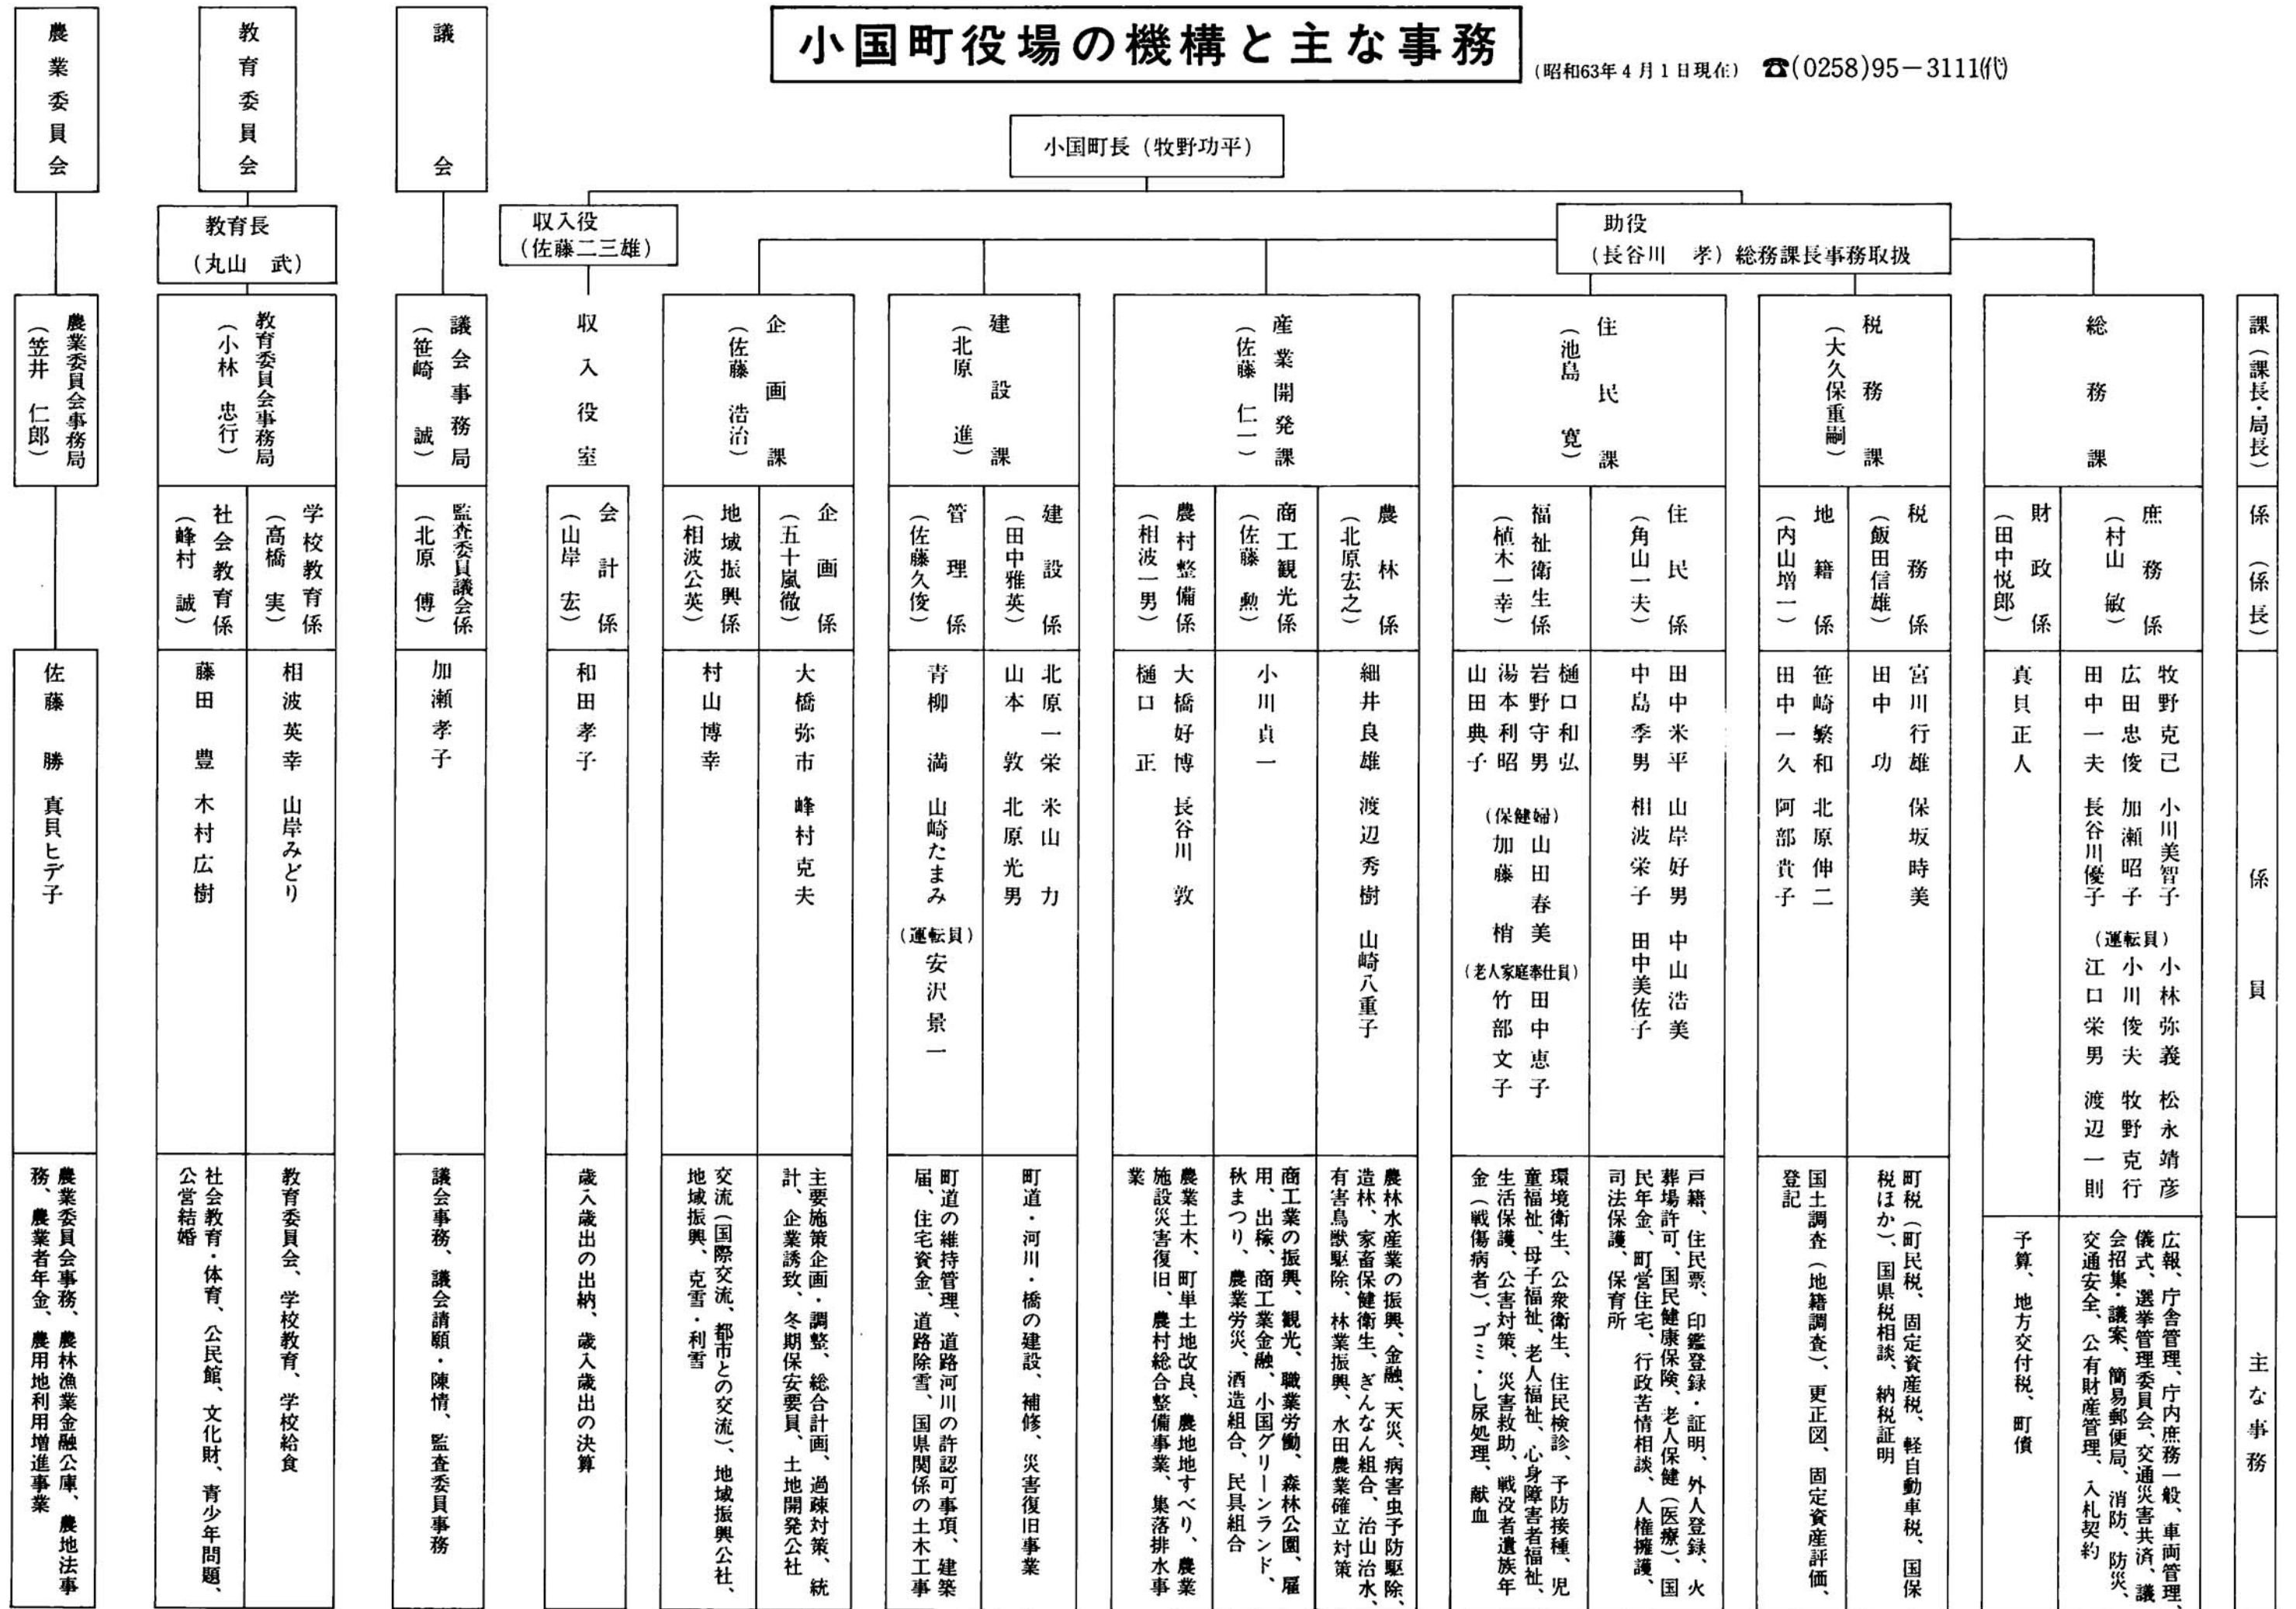 小国町役場の機構と主な事務
(昭和63年4月1日現在)
☎(0258)95-3111㈹
小国町長(牧野功平)
助役
(長谷川 孝)総務課長事務取扱
収入役
(佐藤二三雄)
議会
教育委員会
教育長
(丸山 武)
農業委員会
課(課長・局長)
係(係長)
係員
主な事務
総務課
庶務係
(村山 敏)
牧野克己 小川美智子
広田忠俊 加瀬昭子
田中一夫 長谷川優子
(運転員)
小林弥義 松永靖彦
小川俊夫 牧野克行
江口栄男 渡辺一則
広報、庁舎管理、庁内庶務一般、車両管理、
儀式、選挙管理委員会、交通災害共済、議
会招集・議案、簡易郵便局、消防、防災、
交通安全、公有財産管理、入札契約
財政係
(田中悦郎)
真貝正人
予算、地方交付税、町債
税務課
(大久保重嗣)
税務係
(飯田信雄)
宮川行雄 保坂時美
田中 功
町税(町民税、固定資産税、軽自動車税、国保
税ほか)、国県税相談、納税証明
地籍係
(内山増一)
笹崎繁和 北原伸二
田中一久 阿部貴子
国土調査(地籍調査)、更正図、固定資産評価、
登記
住民課
(池島 寛)
住民係
(角山一夫)
田中米平 山岸好男 中山浩美
中島季男 相波栄子 田中美佐子
戸籍、住民票、印鑑登録・証明、外人登録、火
葬場許可、国民健康保険、老人保健(医療)、国
民年金、町営住宅、行政苦情相談、人権擁護、
司法保護、保育所
福祉衛生係
(植木一幸)
樋口和弘
岩野守男
湯本利昭
山田典子
(保健婦)
山田春美
加藤 梢
(老人家庭奉仕員)
田中恵子
竹部文子
環境衛生、公衆衛生、住民検診、予防接種、児
童福祉、母子福祉、老人福祉、心身障害者福祉、
生活保護、公害対策、災害救助、戦没者遺族年
金(戦傷病者)、ゴミ・し尿処理、献血
産業開発課
(佐藤 仁一)
農林係
(北原宏之)
細井良雄 渡辺秀樹 山崎八重子
農林水産業の振興、金融、天災、病害虫予防駆除、
造林、家畜保健衛生、ぎんなん組合、治山治水、
有害鳥獣駆除、林業振興、水田農業確立対策
商工観光係
(佐藤 勲)
小川貞一
商工業の振興、観光、職業労働、森林公園、雇
用、出稼、商工業金融、小国グリーンランド、
秋まつり、農業労災、酒造組合、民具組合
農村整備係
(相波一男)
大橋好博 長谷川 敦
樋口 正
農業土木、町単土地改良、農地地すべり、農業
施設災害復旧、農村総合整備事業、集落排水事
業
建設課
(北原 進)
建設係
(田中雅英)
北原一栄 米山 力
山本 敦 北原光男
町道・河川・橋の建設、補修、災害復旧事業
管理係
(佐藤久俊)
青柳 満 山崎たまみ
(運転員)
安沢景一
町道の維持管理、道路河川の許認可事項、建築
届、住宅資金、道路除雪、国県関係の土木工事
企画課
(佐藤 浩治)
企画係
(五十嵐徹)
大橋弥市 峰村克夫
主要施策企画・調整、総合計画、過疎対策、統
計、企業誘致、冬期保安要員、土地開発公社
地域振興係
(相波公英)
村山博幸
交流(国際交流、都市との交流)、地域振興公社、
地域振興、克雪・利雪
収入役室
会計係
(山岸 宏)
和田孝子
歳入歳出の出納、歳入歳出の決算
議会事務局
(笹崎 誠)
監査委員議会係
(北原 傳)
加瀬孝子
議会事務、議会請願・陳情、監査委員事務
教育委員会事務局
(小林 忠行)
学校教育係
(高橋 実)
相波英幸 山岸みどり
教育委員会、学校教育、学校給食
社会教育係
(峰村 誠)
藤田 豊 木村広樹
社会教育・体育、公民館、文化財、青少年問題、
公営結婚
農業委員会事務局
(笠井 仁郎)
佐藤 勝 真貝ヒデ子
農業委員会事務、農林漁業金融公庫、農地法事
務、農業者年金、農用地利用増進事業